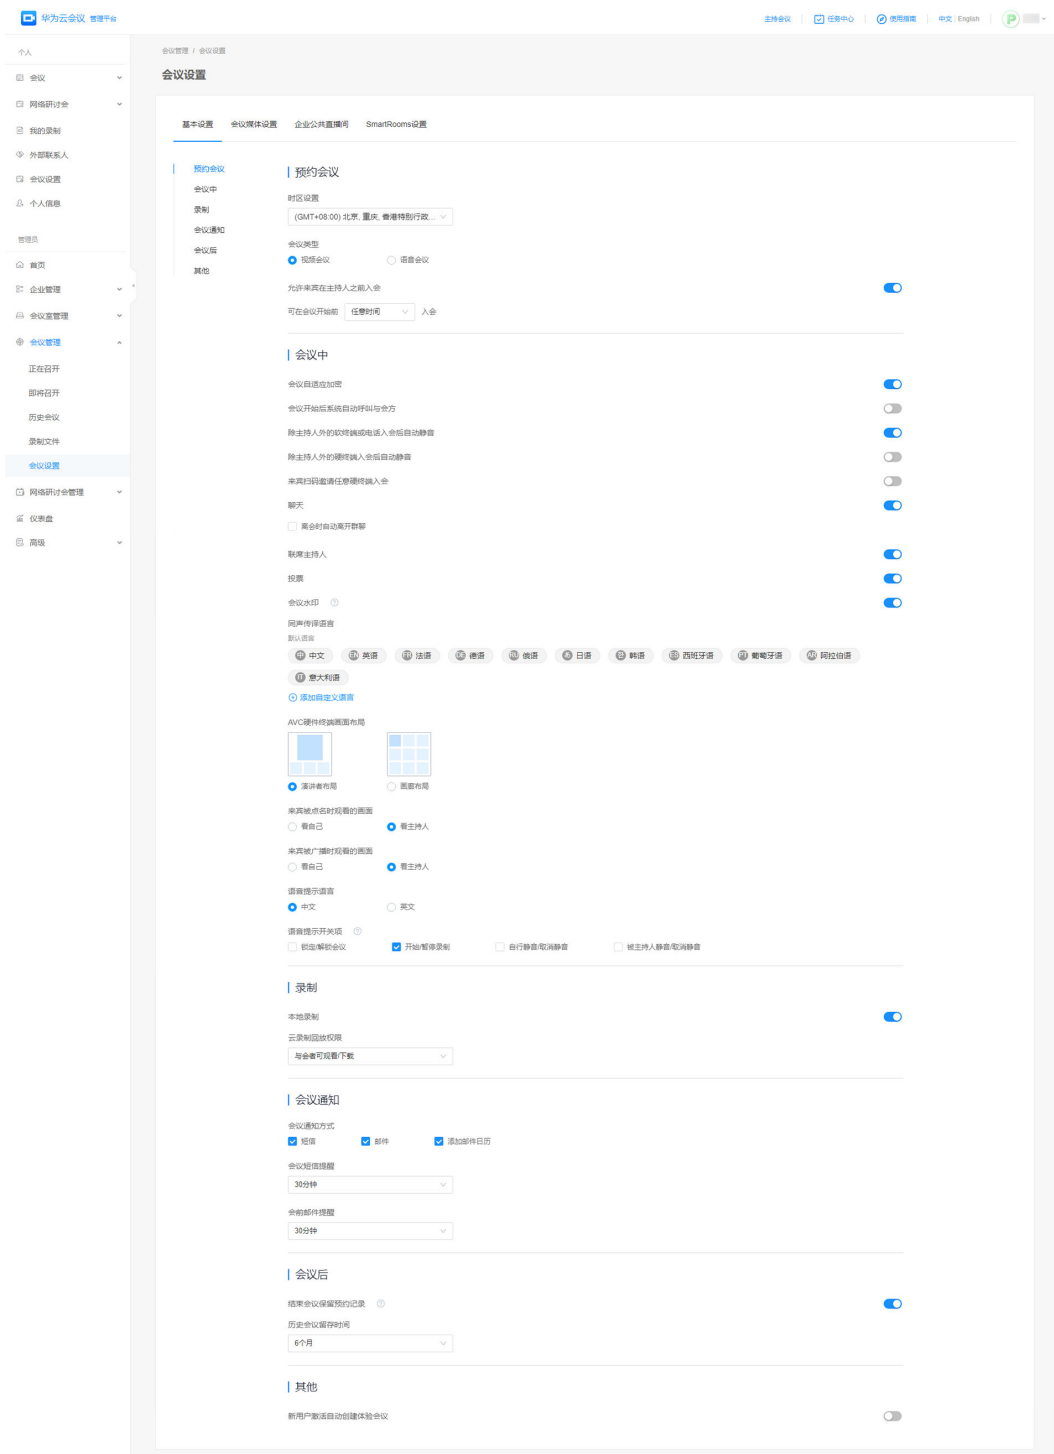 华为云会议 管理平台
主持会议 任务中心 使用指南 中文 English
个人
会议
网络研讨会
我的录制
外部联系人
会议设置
个人信息
管理员
首页
企业管理
会议室管理
会议管理
正在召开
即将召开
历史会议
录制文件
会议设置
网络研讨会管理
仪表盘
高级
会议管理 / 会议设置
会议设置
基本设置 会议媒体设置 企业公共直播间 SmartRooms设置
预约会议
会议中
录制
会议通知
会议后
其他
预约会议
时区设置
(GMT+08:00) 北京, 重庆, 香港特别行政...
会议类型
视频会议 语音会议
允许来宾在主持人之前入会
可在会议开始前 任意时间 入会
会议中
会议自适应加密
会议开始后系统自动呼叫与会方
除主持人外的软终端或电话入会后自动静音
除主持人外的硬终端入会后自动静音
来宾扫码邀请任意硬终端入会
聊天
离会时自动离开群聊
联席主持人
投票
会议水印
同声传译语言
默认语言
中 中文 EN 英语 FR 法语 DE 德语 RU 俄语 あ 日语 한 韩语 ES 西班牙语 PT 葡萄牙语 AR 阿拉伯语
IT 意大利语
添加自定义语言
AVC硬件终端画面布局
演讲者布局 画廊布局
来宾被点名时观看的画面
看自己 看主持人
来宾被广播时观看的画面
看自己 看主持人
语音提示语言
中文 英文
语音提示开关项
锁定/解锁会议 开始/暂停录制 自行静音/取消静音 被主持人静音/取消静音
录制
本地录制
云录制回放权限
与会者可观看/下载
会议通知
会议通知方式
短信 邮件 添加邮件日历
会议短信提醒
30分钟
会前邮件提醒
30分钟
会议后
结束会议保留预约记录
历史会议留存时间
6个月
其他
新用户激活自动创建体验会议